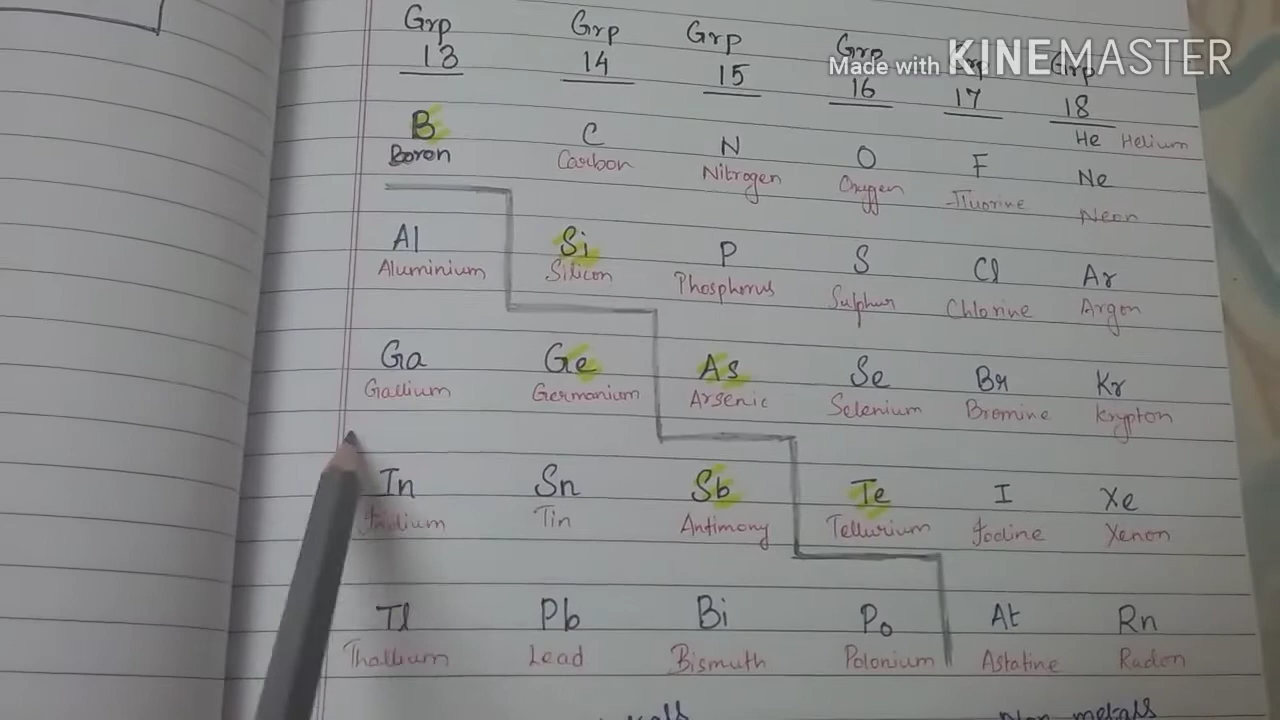 Grp Grp Grp Grp Grp Grp
Made with KINEMASTER
13 14 15 16 17 18
B C N O F He Helium
Boron Carbon Nitrogen Oxygen Fluorine Ne
Neon
Al Si P S Cl Ar
Aluminium Silicon Phosphorus Sulphur Chlorine Argon
Ga Ge As Se Br Kr
Gallium Germanium Arsenic Selenium Bromine Krypton
In Sn Sb Te I Xe
Tin Antimony Tellurium Iodine Xenon
Tl Pb Bi Po At Rn
Thallium Lead Bismuth Polonium Astatine Radon
Non metals